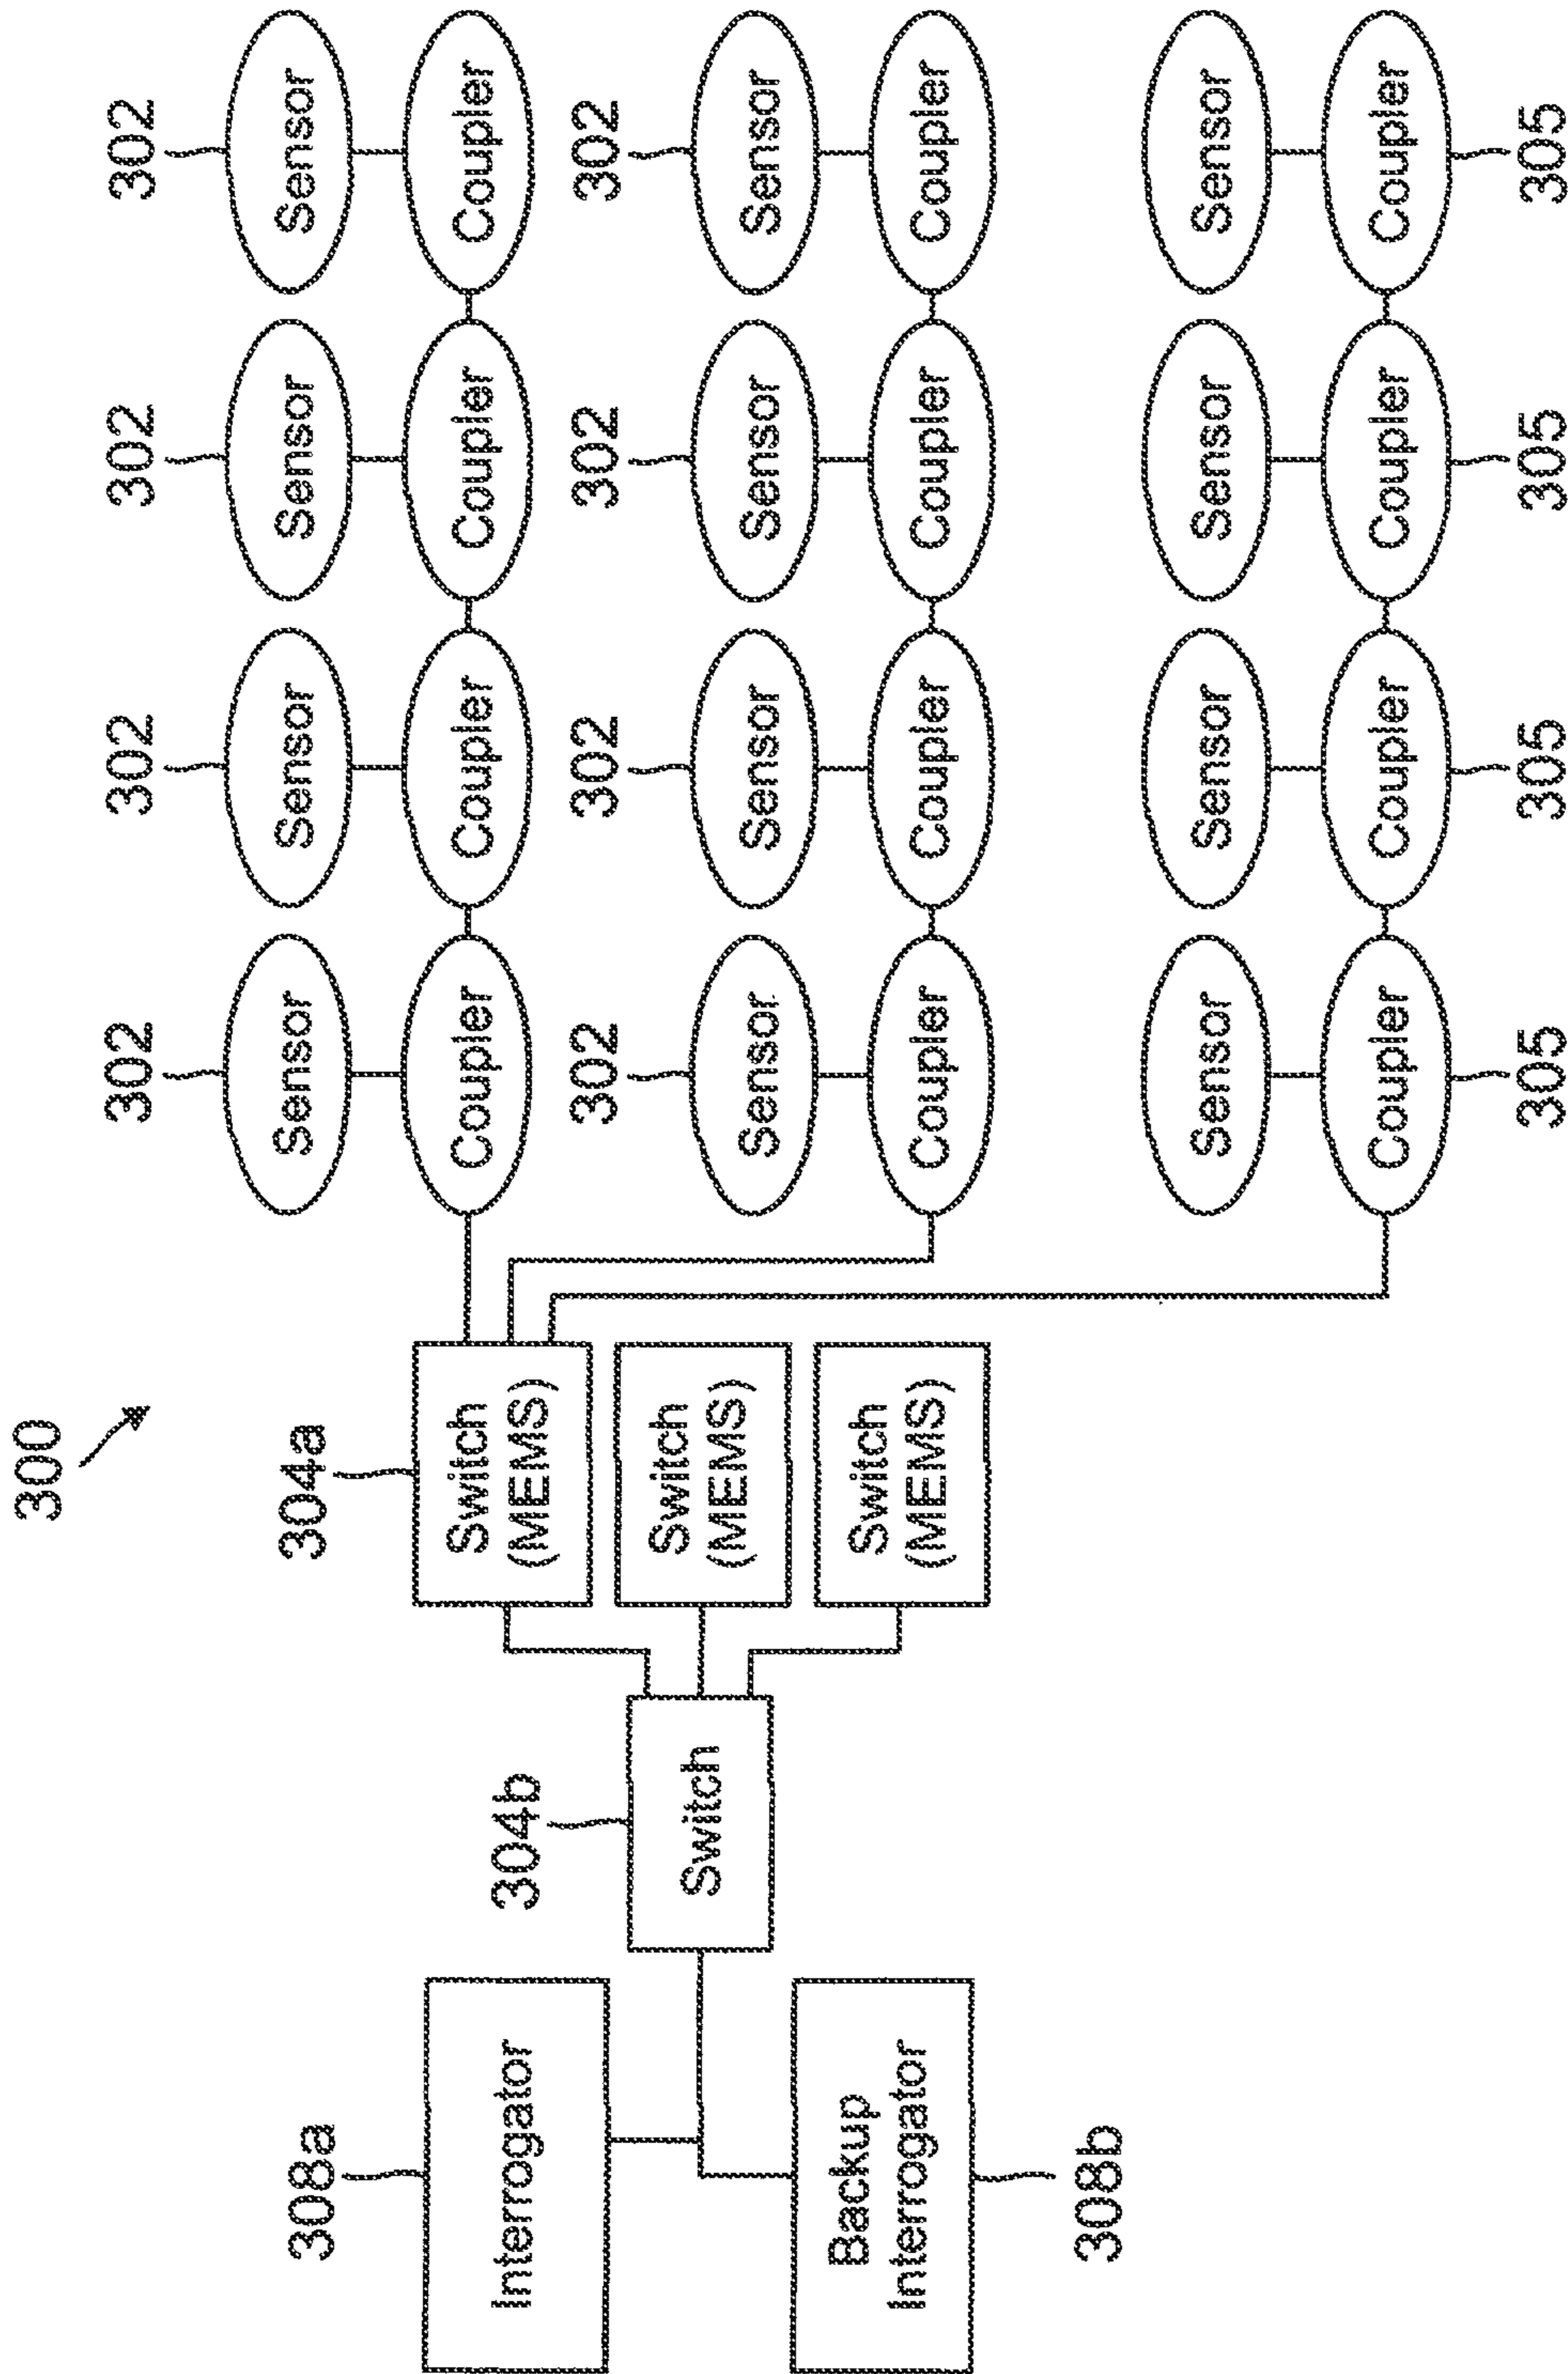 300
302
302
302
302
308a
304a
Sensor
Sensor
Sensor
Sensor
Interrogator
Switch
(MEMS)
Coupler
Coupler
Coupler
Coupler
304b
302
302
302
302
Switch
Switch
(MEMS)
Sensor
Sensor
Sensor
Sensor
Backup
Interrogator
Switch
(MEMS)
Coupler
Coupler
Coupler
Coupler
308b
Sensor
Sensor
Sensor
Sensor
Coupler
Coupler
Coupler
Coupler
305
305
305
305